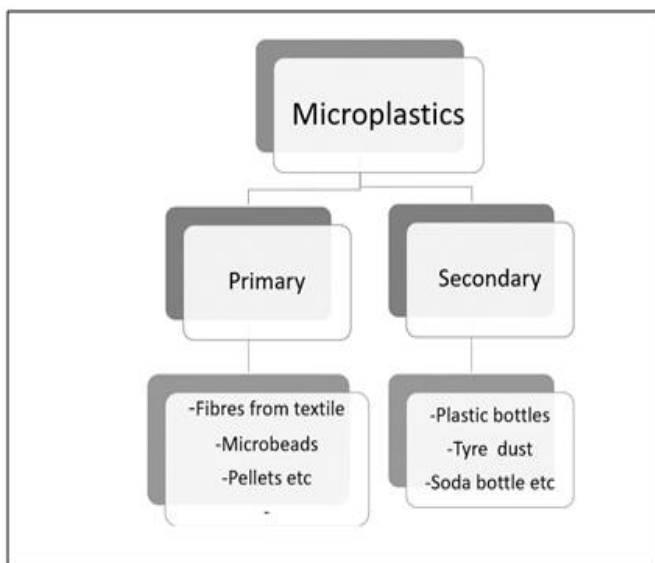 Microplastics
Primary
Secondary
-Fibres from textile
-Microbeads
-Pellets etc
-
-Plastic bottles
-Tyre dust
-Soda bottle etc